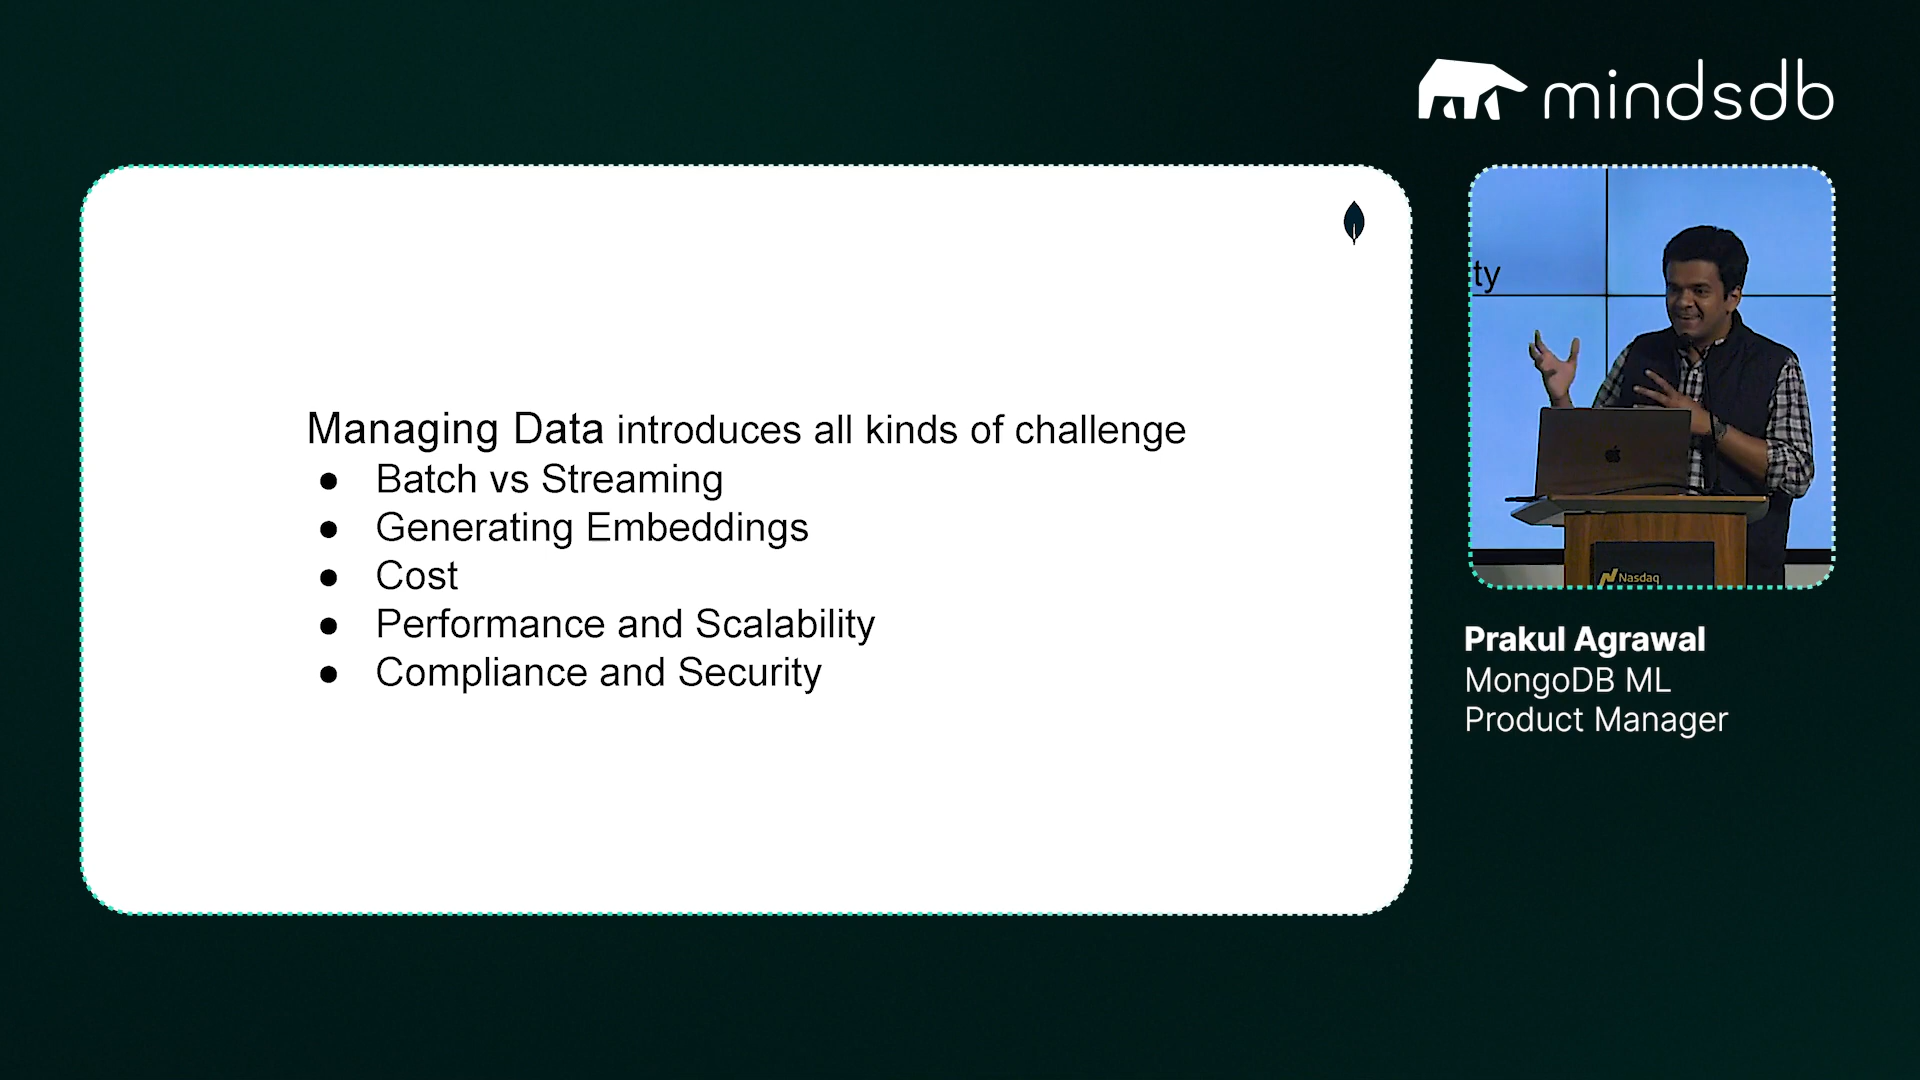 mindsdb
Managing Data introduces all kinds of challenge
● Batch vs Streaming
● Generating Embeddings
● Cost
● Performance and Scalability
● Compliance and Security
ty
Nasdaq
Prakul Agrawal
MongoDB ML
Product Manager